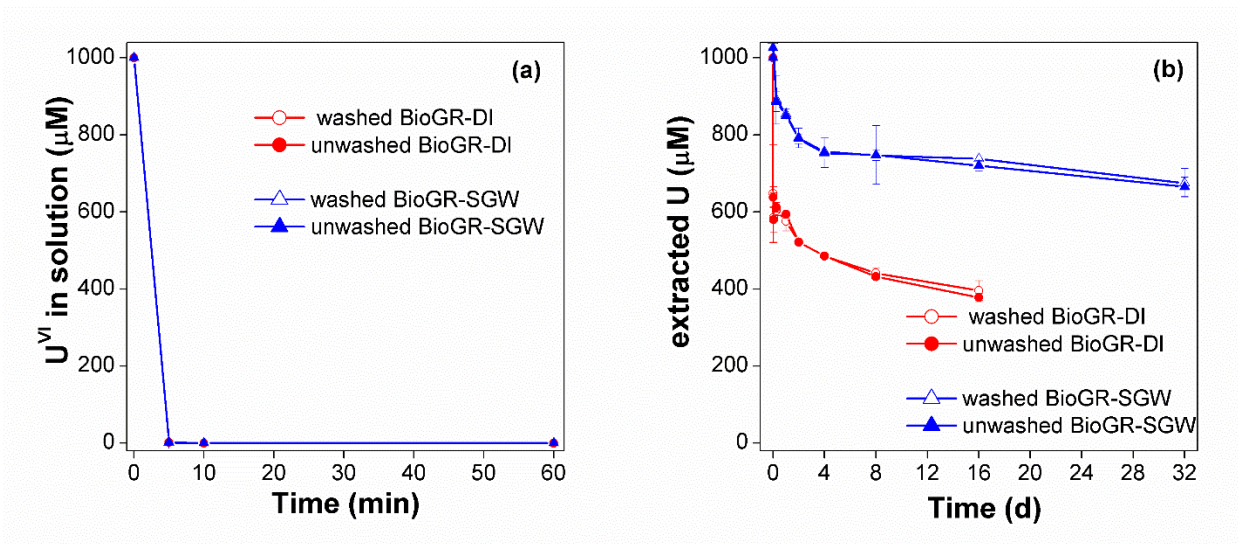 (a)
U^VI in solution (μM)
1000
800
600
400
200
0
washed BioGR-DI
unwashed BioGR-DI
washed BioGR-SGW
unwashed BioGR-SGW
0 10 20 30 40 50 60
Time (min)
(b)
extracted U (μM)
1000
800
600
400
200
0
washed BioGR-DI
unwashed BioGR-DI
washed BioGR-SGW
unwashed BioGR-SGW
0 4 8 12 16 20 24 28 32
Time (d)